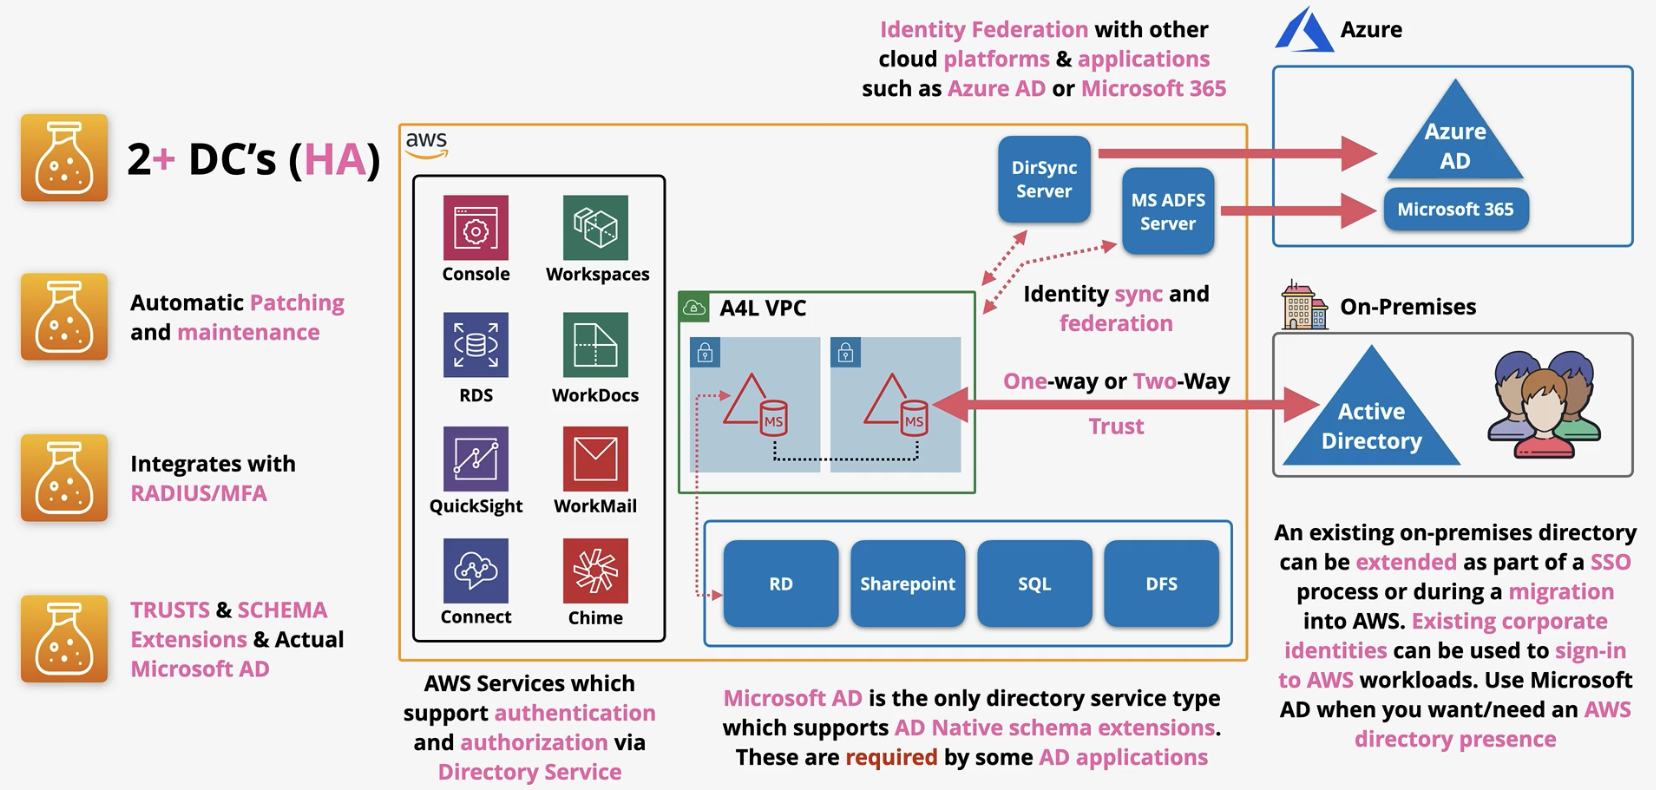 Identity Federation with other
cloud platforms & applications
such as Azure AD or Microsoft 365
Azure
2+ DC's (HA)
Automatic Patching
and maintenance
Integrates with
RADIUS/MFA
TRUSTS & SCHEMA
Extensions & Actual
Microsoft AD
aws
Console
Workspaces
RDS
WorkDocs
QuickSight
WorkMail
Connect
Chime
AWS Services which
support authentication
and authorization via
Directory Service
DirSync
Server
MS ADFS
Server
Identity sync and
federation
A4L VPC
MS
MS
One-way or Two-Way
Trust
RD
Sharepoint
SQL
DFS
Microsoft AD is the only directory service type
which supports AD Native schema extensions.
These are required by some AD applications
Azure
AD
Microsoft 365
On-Premises
Active
Directory
An existing on-premises directory
can be extended as part of a SSO
process or during a migration
into AWS. Existing corporate
identities can be used to sign-in
to AWS workloads. Use Microsoft
AD when you want/need an AWS
directory presence